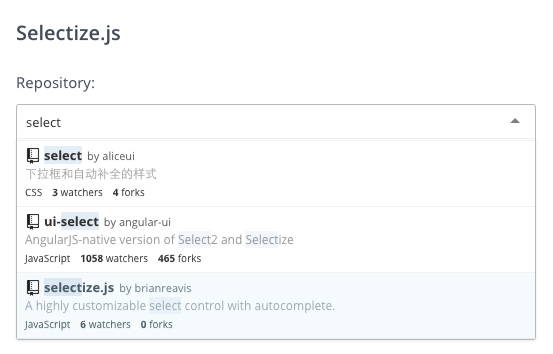 Selectize.js
Repository:
select
select by aliceui
下拉框和自动补全的样式
CSS 3 watchers 4 forks
ui-select by angular-ui
AngularJS-native version of Select2 and Selectize
JavaScript 1058 watchers 465 forks
selectize.js by brianreavis
A highly customizable select control with autocomplete.
JavaScript 6 watchers 0 forks